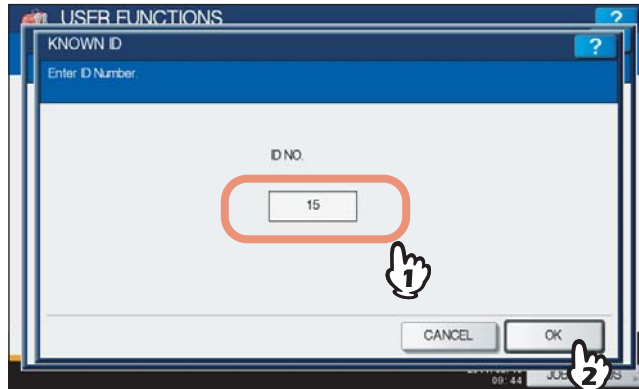 USER FUNCTIONS
?
KNOWN ID
?
Enter ID Number.
ID NO.
15
1
CANCEL
OK
2
09:44